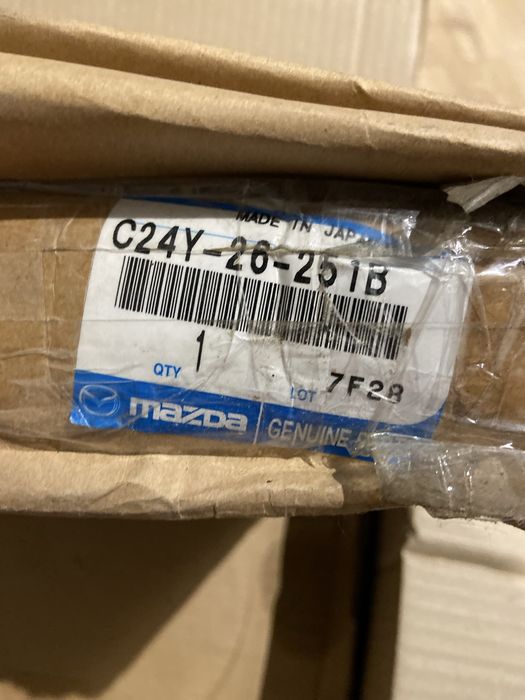 MADE IN JAPAN
C24Y-26-251B
QTY 1
LOT 7F28
mazda GENUINE